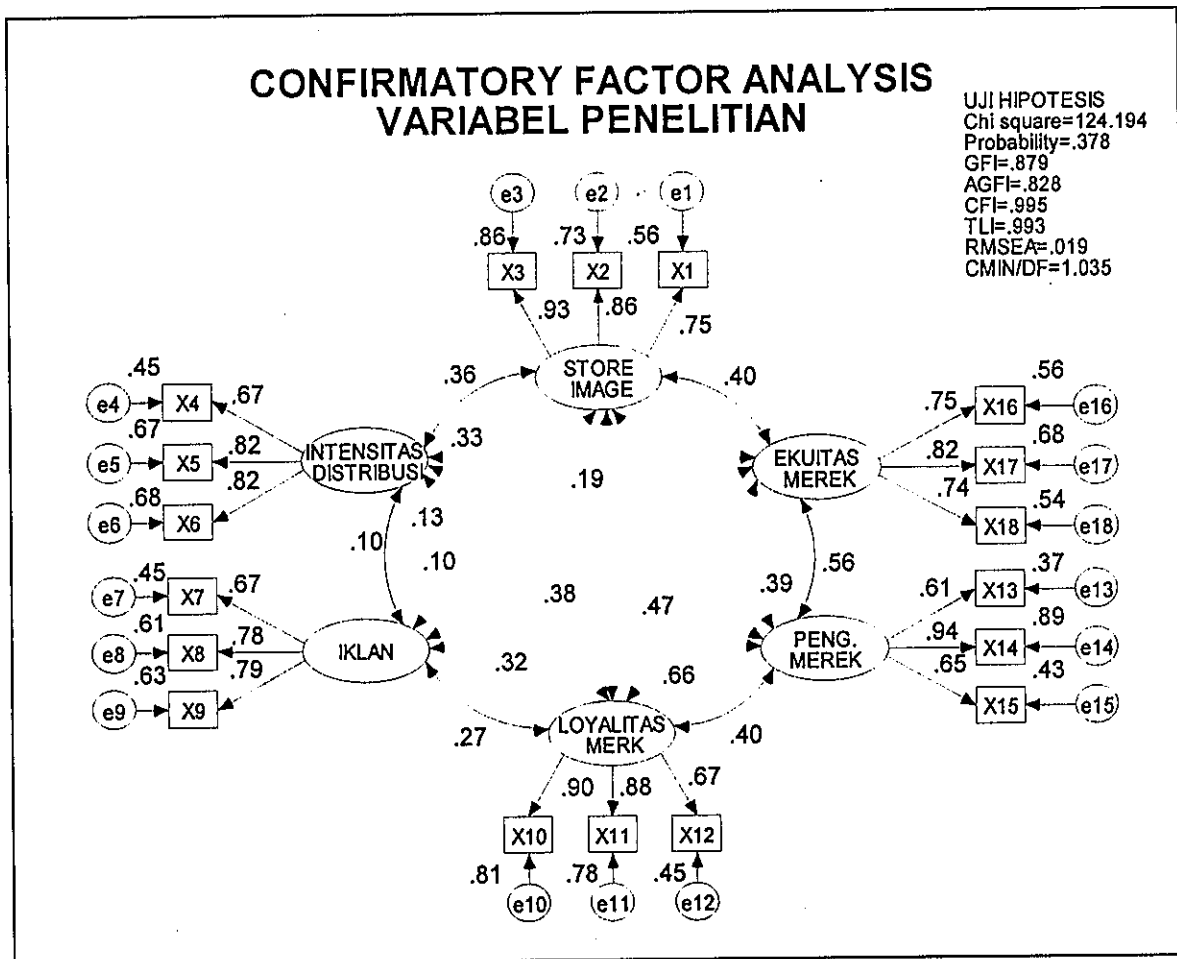 CONFIRMATORY FACTOR ANALYSIS
VARIABEL PENELITIAN
UJI HIPOTESIS
Chi square=124.194
Probability=.378
GFI=.879
AGFI=.828
CFI=.995
TLI=.993
RMSEA=.019
CMIN/DF=1.035
e3 e2 e1
.86 .73 .56
X3 X2 X1
.93 .86 .75
STORE
IMAGE
.36 .40
.45 .67
e4 X4
.67 .82
e5 X5
.68 .82
e6 X6
INTENSITAS
DISTRIBUSI
.33
.19
.13
.10
.10
.56
.75 X16 e16
.68
.82 X17 e17
.54
.74 X18 e18
EKUITAS
MEREK
.56
.39
.38
.47
.45 .67
e7 X7
.61 .78
e8 X8
.63 .79
e9 X9
IKLAN
.37
.61 X13 e13
.89
.94 X14 e14
.43
.65 X15 e15
PENG.
MEREK
.32
.66
.27
.40
LOYALITAS
MERK
.90 .88 .67
X10 X11 X12
.81 .78 .45
e10 e11 e12